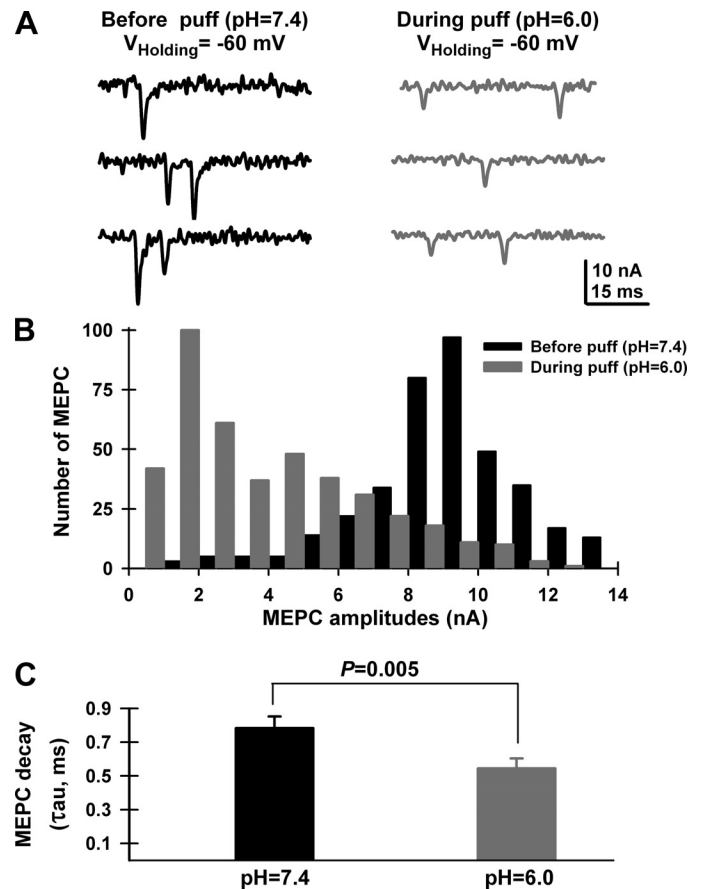 A
Before puff (pH=7.4)
VHolding= -60 mV
During puff (pH=6.0)
VHolding= -60 mV
10 nA
15 ms
B
Number of MEPC
100
75
50
25
0
Before puff (pH=7.4)
During puff (pH=6.0)
0 2 4 6 8 10 12 14
MEPC amplitudes (nA)
C
P=0.005
MEPC decay
(τau, ms)
0.9
0.7
0.5
0.3
0.1
pH=7.4
pH=6.0